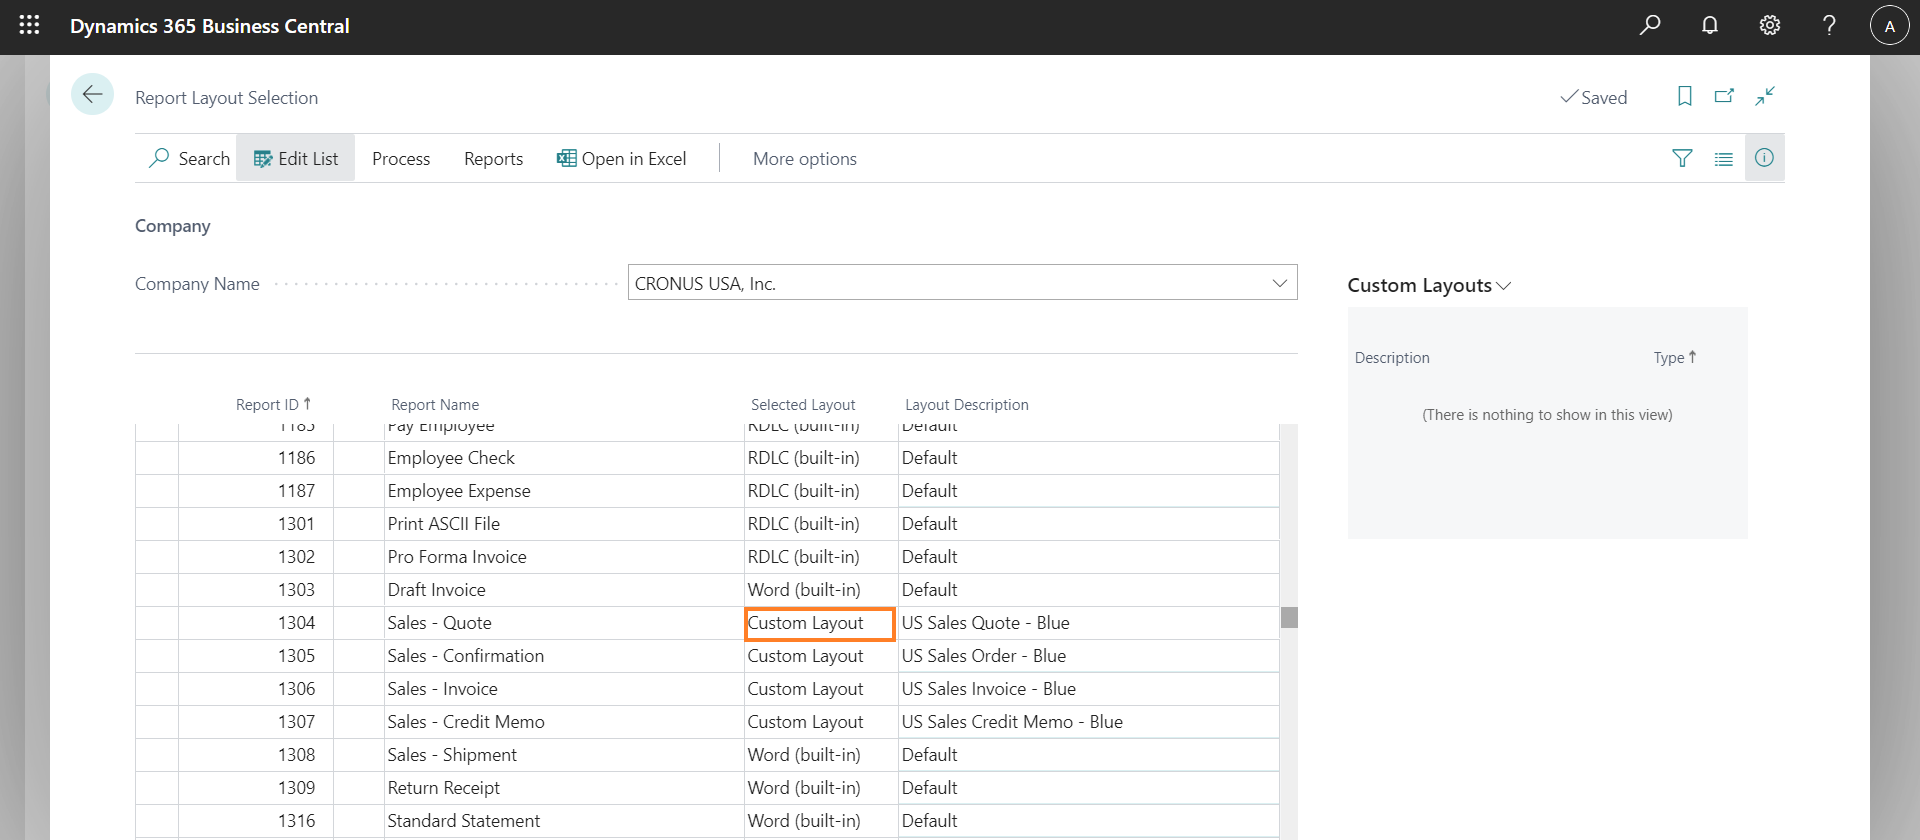 Dynamics 365 Business Central
A
Report Layout Selection
Saved
Search Edit List Process Reports Open in Excel More options
Company
Company Name CRONUS USA, Inc.
Custom Layouts
Description Type
(There is nothing to show in this view)
Report ID Report Name Selected Layout Layout Description
1185 Pay Employee RDLC (built-in) Default
1186 Employee Check RDLC (built-in) Default
1187 Employee Expense RDLC (built-in) Default
1301 Print ASCII File RDLC (built-in) Default
1302 Pro Forma Invoice RDLC (built-in) Default
1303 Draft Invoice Word (built-in) Default
1304 Sales - Quote Custom Layout US Sales Quote - Blue
1305 Sales - Confirmation Custom Layout US Sales Order - Blue
1306 Sales - Invoice Custom Layout US Sales Invoice - Blue
1307 Sales - Credit Memo Custom Layout US Sales Credit Memo - Blue
1308 Sales - Shipment Word (built-in) Default
1309 Return Receipt Word (built-in) Default
1316 Standard Statement Word (built-in) Default